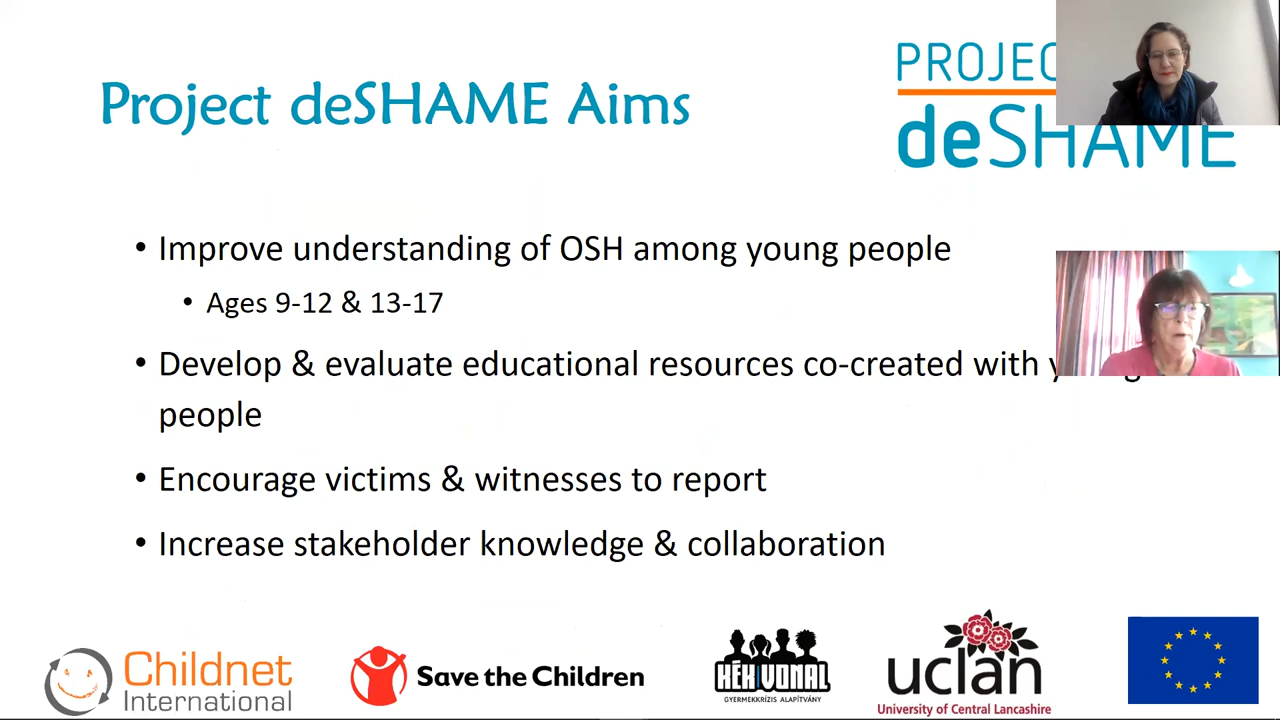 Project deSHAME Aims
PROJEC
deSHAME
• Improve understanding of OSH among young people
• Ages 9-12 & 13-17
• Develop & evaluate educational resources co-created with
people
• Encourage victims & witnesses to report
• Increase stakeholder knowledge & collaboration
Childnet
International
Save the Children
KÉK VONAL
GYERMEKKRÍZIS ALAPÍTVÁNY
uclan
University of Central Lancashire